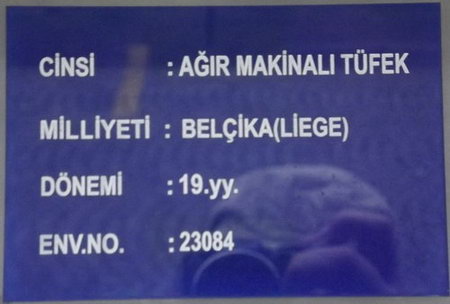 CİNSİ : AĞIR MAKİNALI TÜFEK
MİLLİYETİ : BELÇİKA(LİEGE)
DÖNEMİ : 19.yy.
ENV.NO. : 23084